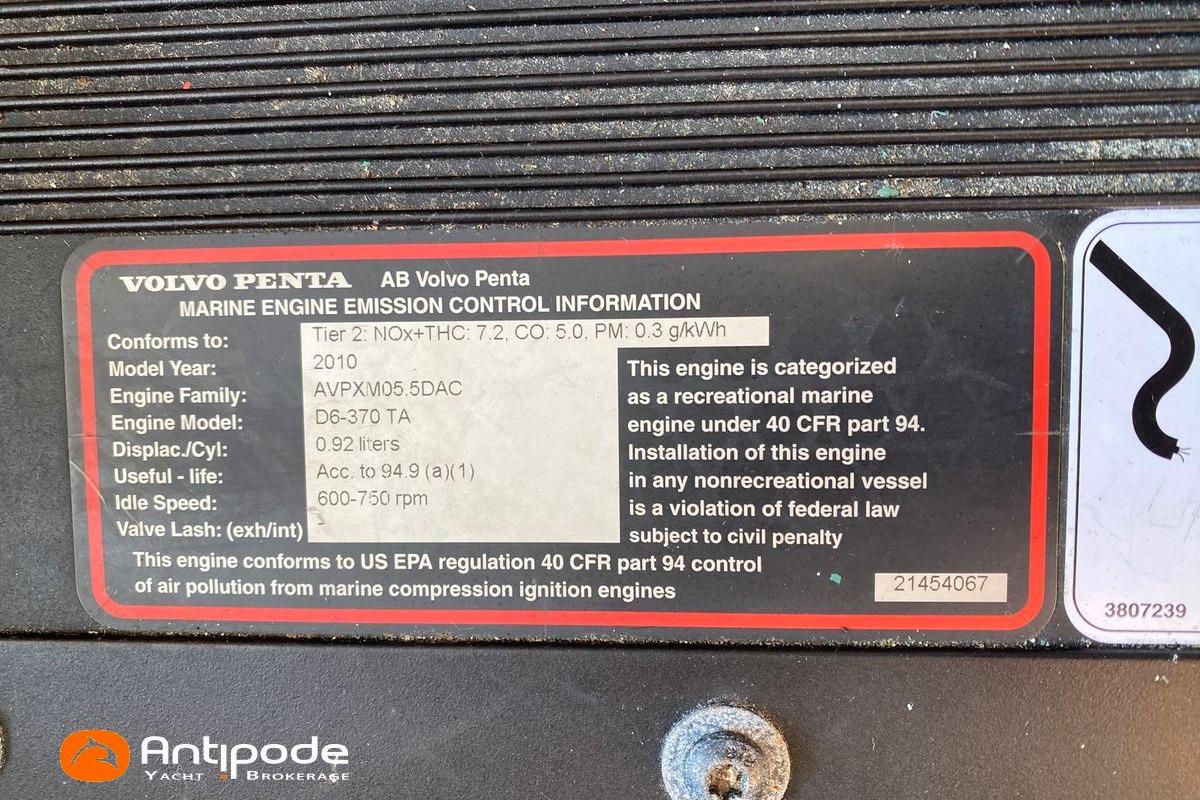 VOLVO PENTA AB Volvo Penta
MARINE ENGINE EMISSION CONTROL INFORMATION
Conforms to: Tier 2: NOx+THC: 7.2, CO: 5.0, PM: 0.3 g/kWh
Model Year: 2010
Engine Family: AVPXM05.5DAC
Engine Model: D6-370 TA
Displac./Cyl: 0.92 liters
Useful - life: Acc. to 94.9 (a)(1)
Idle Speed: 600-750 rpm
Valve Lash: (exh/int)
This engine is categorized
as a recreational marine
engine under 40 CFR part 94.
Installation of this engine
in any nonrecreational vessel
is a violation of federal law
subject to civil penalty
This engine conforms to US EPA regulation 40 CFR part 94 control
of air pollution from marine compression ignition engines
21454067
3807239
Antipode
YACHT BROKERAGE